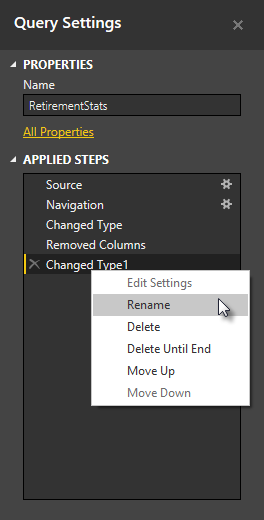 Query Settings
PROPERTIES
Name
RetirementStats
All Properties
APPLIED STEPS
Source
Navigation
Changed Type
Removed Columns
Changed Type1
Edit Settings
Rename
Delete
Delete Until End
Move Up
Move Down